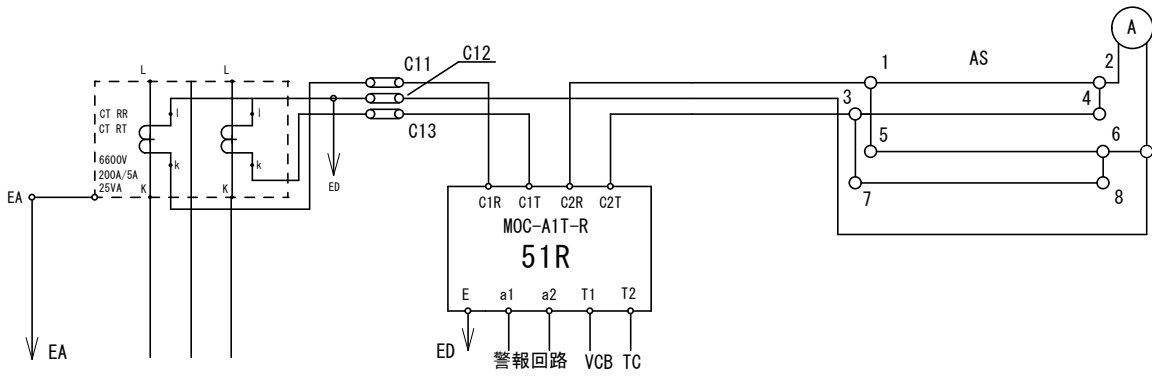 A
AS
1
2
3
4
5
6
7
8
C11
C12
C13
L
L
CT RR
CT RT
l
l
6600V
200A/5A
25VA
k
k
K
K
EA
EA
ED
C1R C1T C2R C2T
MOC-A1T-R
51R
E a1 a2 T1 T2
ED
警報回路 VCB TC